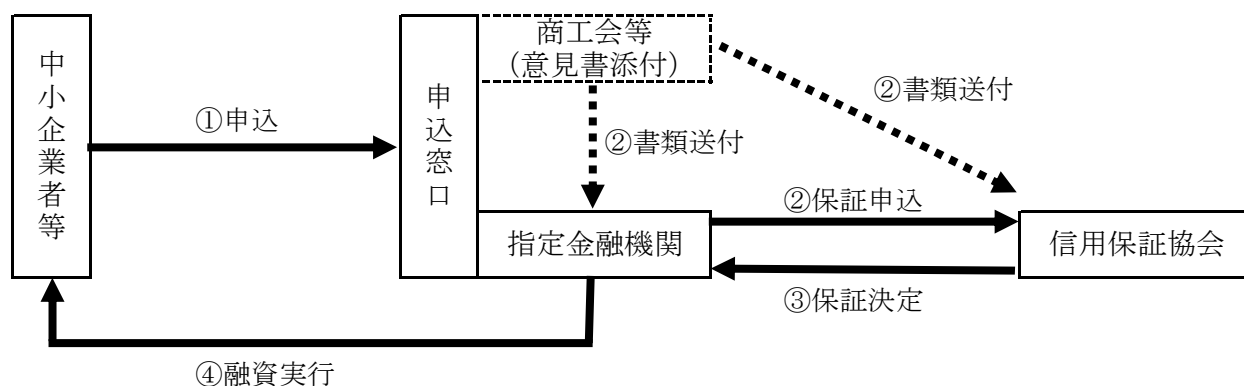 中小企業者等
①申込
申込窓口
商工会等
(意見書添付)
②書類送付
②書類送付
指定金融機関
②保証申込
③保証決定
信用保証協会
④融資実行